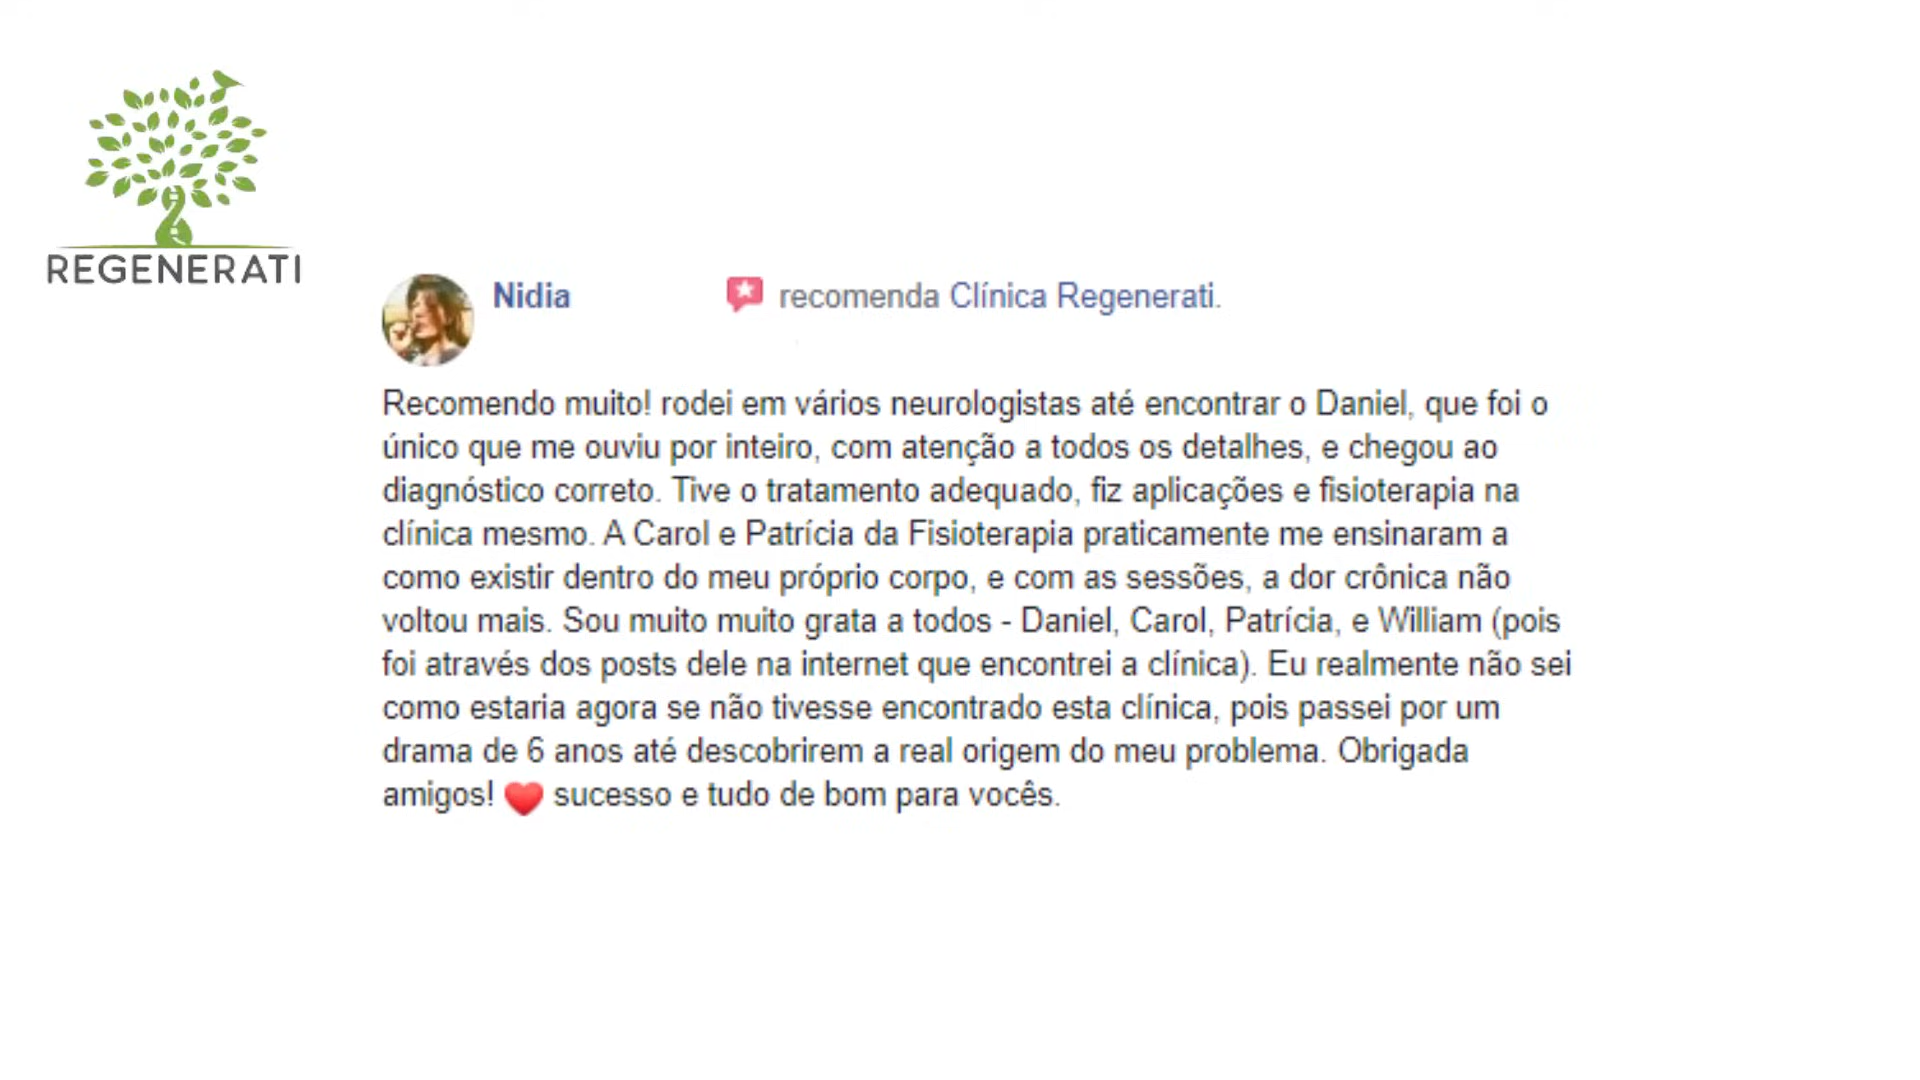 REGENERATI
Nidia recomenda Clínica Regenerati.
Recomendo muito! rodei em vários neurologistas até encontrar o Daniel, que foi o
único que me ouviu por inteiro, com atenção a todos os detalhes, e chegou ao
diagnóstico correto. Tive o tratamento adequado, fiz aplicações e fisioterapia na
clínica mesmo. A Carol e Patrícia da Fisioterapia praticamente me ensinaram a
como existir dentro do meu próprio corpo, e com as sessões, a dor crônica não
voltou mais. Sou muito muito grata a todos - Daniel, Carol, Patrícia, e William (pois
foi através dos posts dele na internet que encontrei a clínica). Eu realmente não sei
como estaria agora se não tivesse encontrado esta clínica, pois passei por um
drama de 6 anos até descobrirem a real origem do meu problema. Obrigada
amigos! ❤️ sucesso e tudo de bom para vocês.